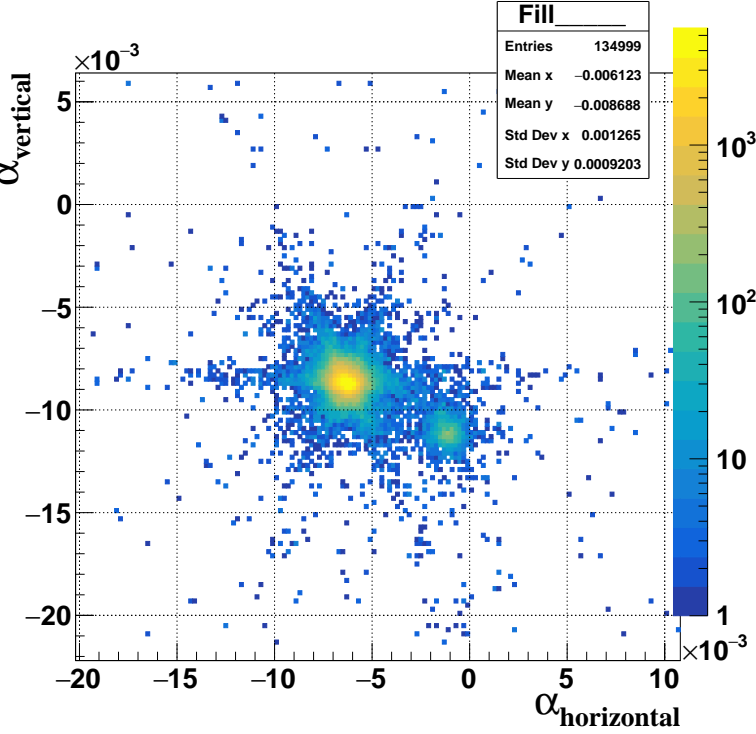 Fill______
Entries 134999
Mean x −0.006123
Mean y −0.008688
Std Dev x 0.001265
Std Dev y 0.0009203
×10−3
αvertical
5
0
−5
−10
−15
−20
−20 −15 −10 −5 0 5 10
×10−3
αhorizontal
10³
10²
10
1